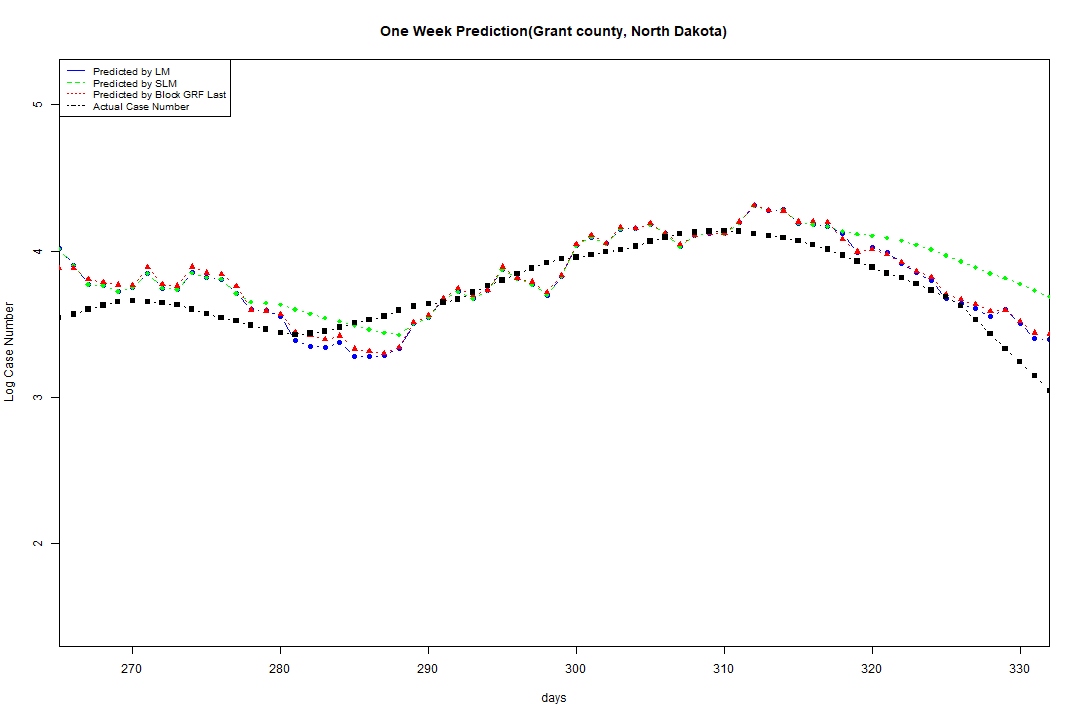 One Week Prediction(Grant county, North Dakota)
Predicted by LM
Predicted by SLM
Predicted by Block GRF Last
Actual Case Number
5
4
3
2
Log Case Number
270 280 290 300 310 320 330
days